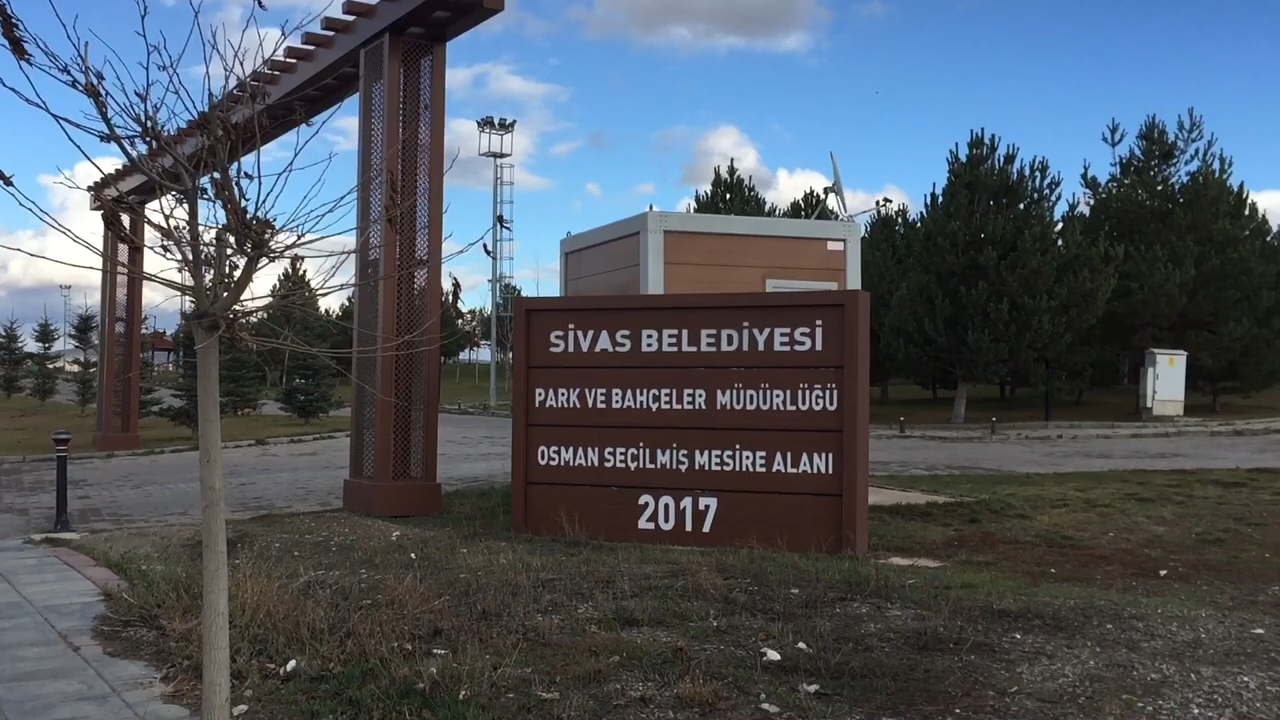 SİVAS BELEDİYESİ
PARK VE BAHÇELER MÜDÜRLÜĞÜ
OSMAN SEÇİLMİŞ MESİRE ALANI
2017